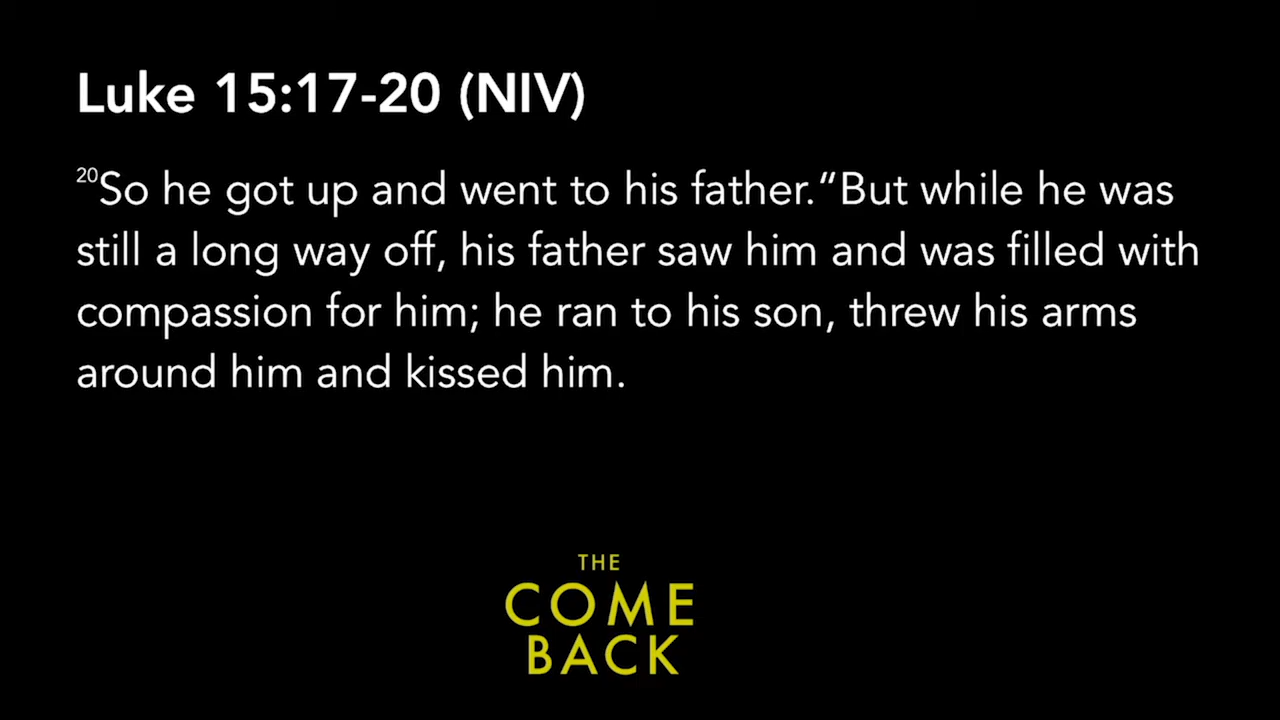 Luke 15:17-20 (NIV)
20So he got up and went to his father.“But while he was
still a long way off, his father saw him and was filled with
compassion for him; he ran to his son, threw his arms
around him and kissed him.
THE
COME
BACK